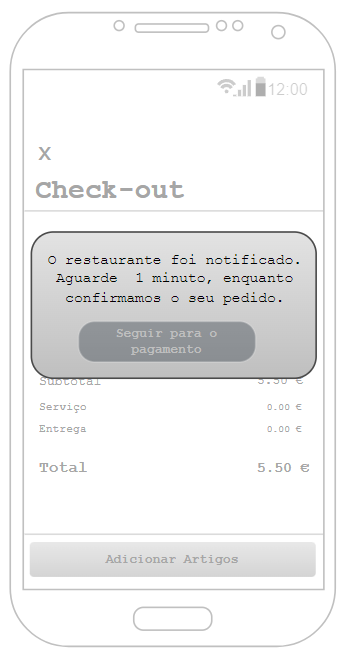 12:00
X
Check-out
O restaurante foi notificado.
Aguarde 1 minuto, enquanto
confirmamos o seu pedido.
Seguir para o
pagamento
Subtotal 5.50 €
Serviço 0.00 €
Entrega 0.00 €
Total 5.50 €
Adicionar Artigos